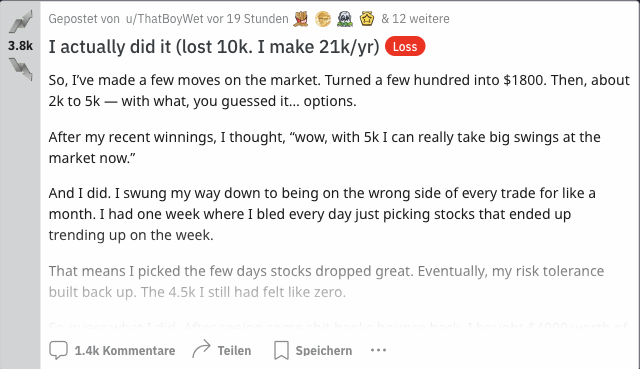 Gepostet von u/ThatBoyWet vor 19 Stunden & 12 weitere
3.8k
I actually did it (lost 10k. I make 21k/yr) Loss
So, I’ve made a few moves on the market. Turned a few hundred into $1800. Then, about
2k to 5k — with what, you guessed it... options.
After my recent winnings, I thought, “wow, with 5k I can really take big swings at the
market now.”
And I did. I swung my way down to being on the wrong side of every trade for like a
month. I had one week where I bled every day just picking stocks that ended up
trending up on the week.
That means I picked the few days stocks dropped great. Eventually, my risk tolerance
built back up. The 4.5k I still had felt like zero.
1.4k Kommentare Teilen Speichern